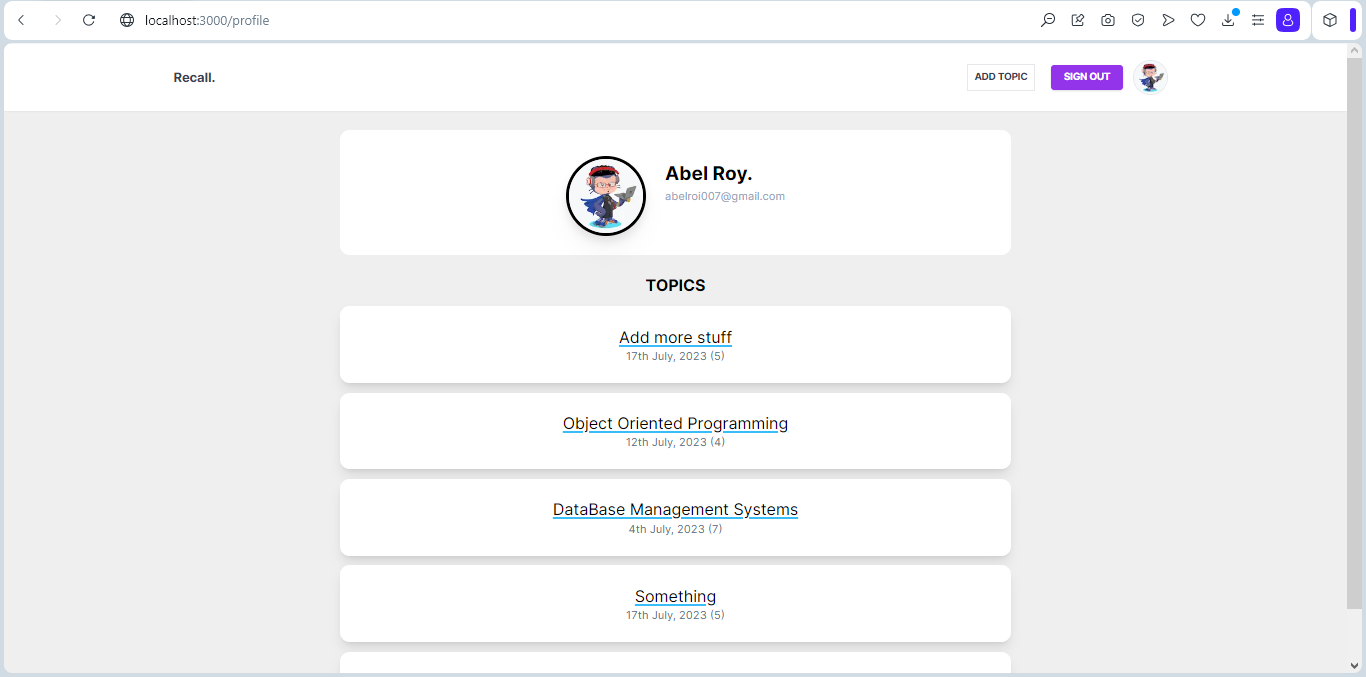 localhost:3000/profile
Recall.
ADD TOPIC
SIGN OUT
Abel Roy.
abelroi007@gmail.com
TOPICS
Add more stuff
17th July, 2023 (5)
Object Oriented Programming
12th July, 2023 (4)
DataBase Management Systems
4th July, 2023 (7)
Something
17th July, 2023 (5)